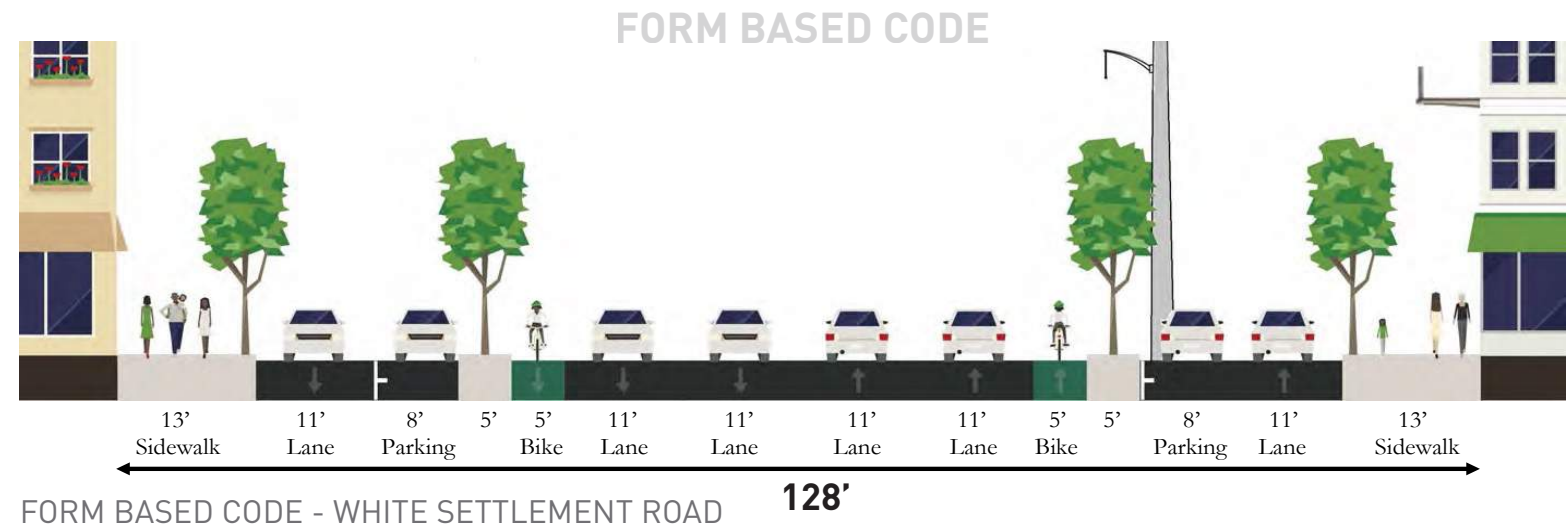 FORM BASED CODE
13’ 11’ 8’ 5’ 5’ 11’ 11’ 11’ 11’ 5’ 5’ 8’ 11’ 13’
Sidewalk Lane Parking Bike Lane Lane Lane Lane Bike Parking Lane Sidewalk
128’
FORM BASED CODE - WHITE SETTLEMENT ROAD